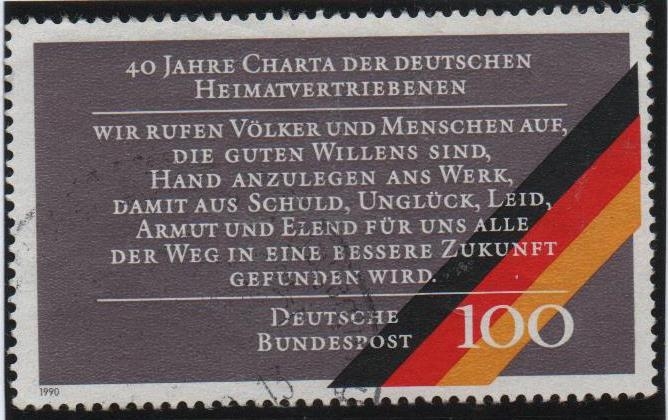 40 JAHRE CHARTA DER DEUTSCHEN
HEIMATVERTRIEBENEN
WIR RUFEN VÖLKER UND MENSCHEN AUF,
DIE GUTEN WILLENS SIND,
HAND ANZULEGEN ANS WERK,
DAMIT AUS SCHULD, UNGLÜCK, LEID,
ARMUT UND ELEND FÜR UNS ALLE
DER WEG IN EINE BESSERE ZUKUNFT
GEFUNDEN WIRD.
DEUTSCHE
BUNDESPOST
100
1990